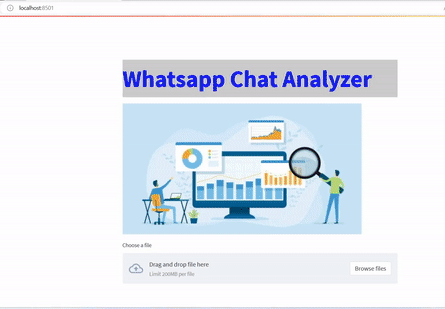 localhost:8501
Whatsapp Chat Analyzer
Choose a file
Drag and drop file here
Limit 200MB per file
Browse files